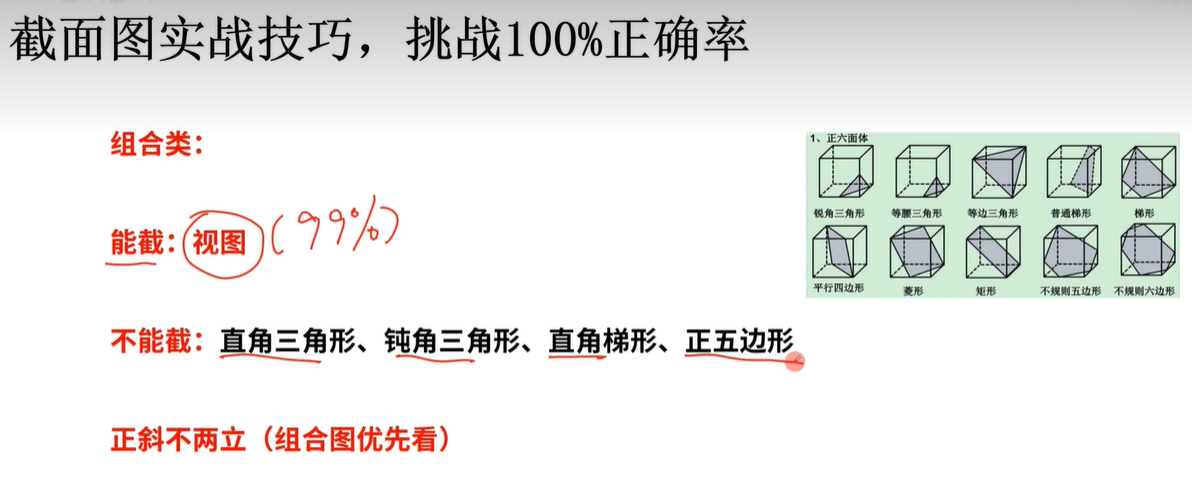 截面图实战技巧，挑战100%正确率
组合类：
能截：视图(99%)
不能截：直角三角形、钝角三角形、直角梯形、正五边形
正斜不两立（组合图优先看）
1、正六面体
锐角三角形 等腰三角形 等边三角形 普通梯形 梯形
平行四边形 菱形 矩形 不规则五边形 不规则六边形